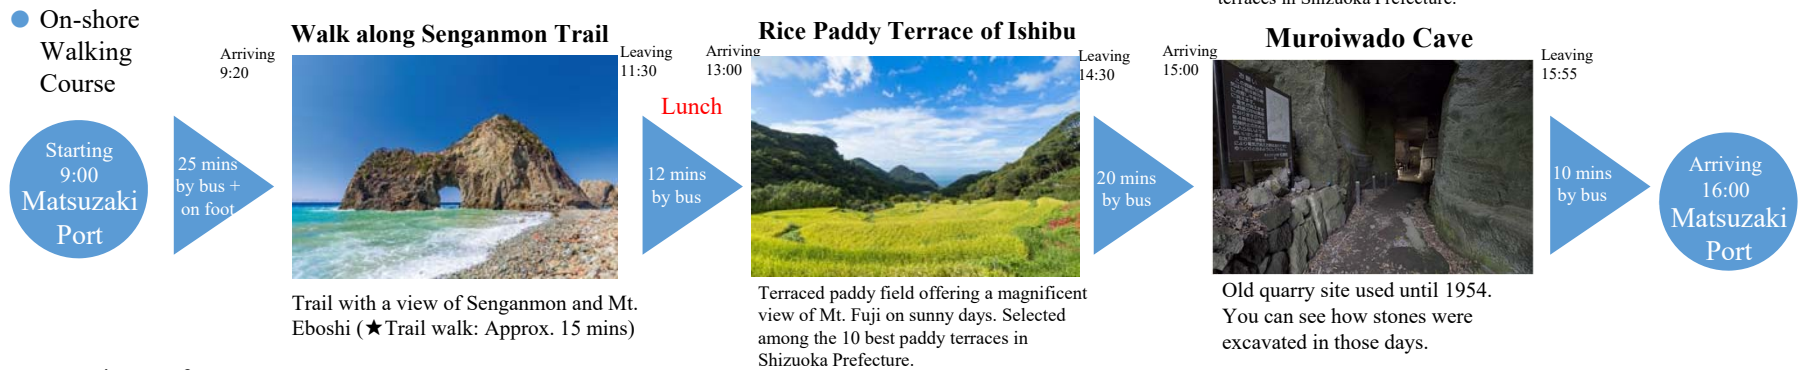 terraces in Shizuoka Prefecture.
● On-shore
Walking
Course
Starting
9:00
Matsuzaki
Port
25 mins
by bus +
on foot
Arriving
9:20
Walk along Senganmon Trail
Trail with a view of Senganmon and Mt.
Eboshi (★Trail walk: Approx. 15 mins)
Leaving
11:30
Lunch
12 mins
by bus
Arriving
13:00
Rice Paddy Terrace of Ishibu
Terraced paddy field offering a magnificent
view of Mt. Fuji on sunny days. Selected
among the 10 best paddy terraces in
Shizuoka Prefecture.
Leaving
14:30
20 mins
by bus
Arriving
15:00
Muroiwado Cave
Old quarry site used until 1954.
You can see how stones were
excavated in those days.
Leaving
15:55
10 mins
by bus
Arriving
16:00
Matsuzaki
Port